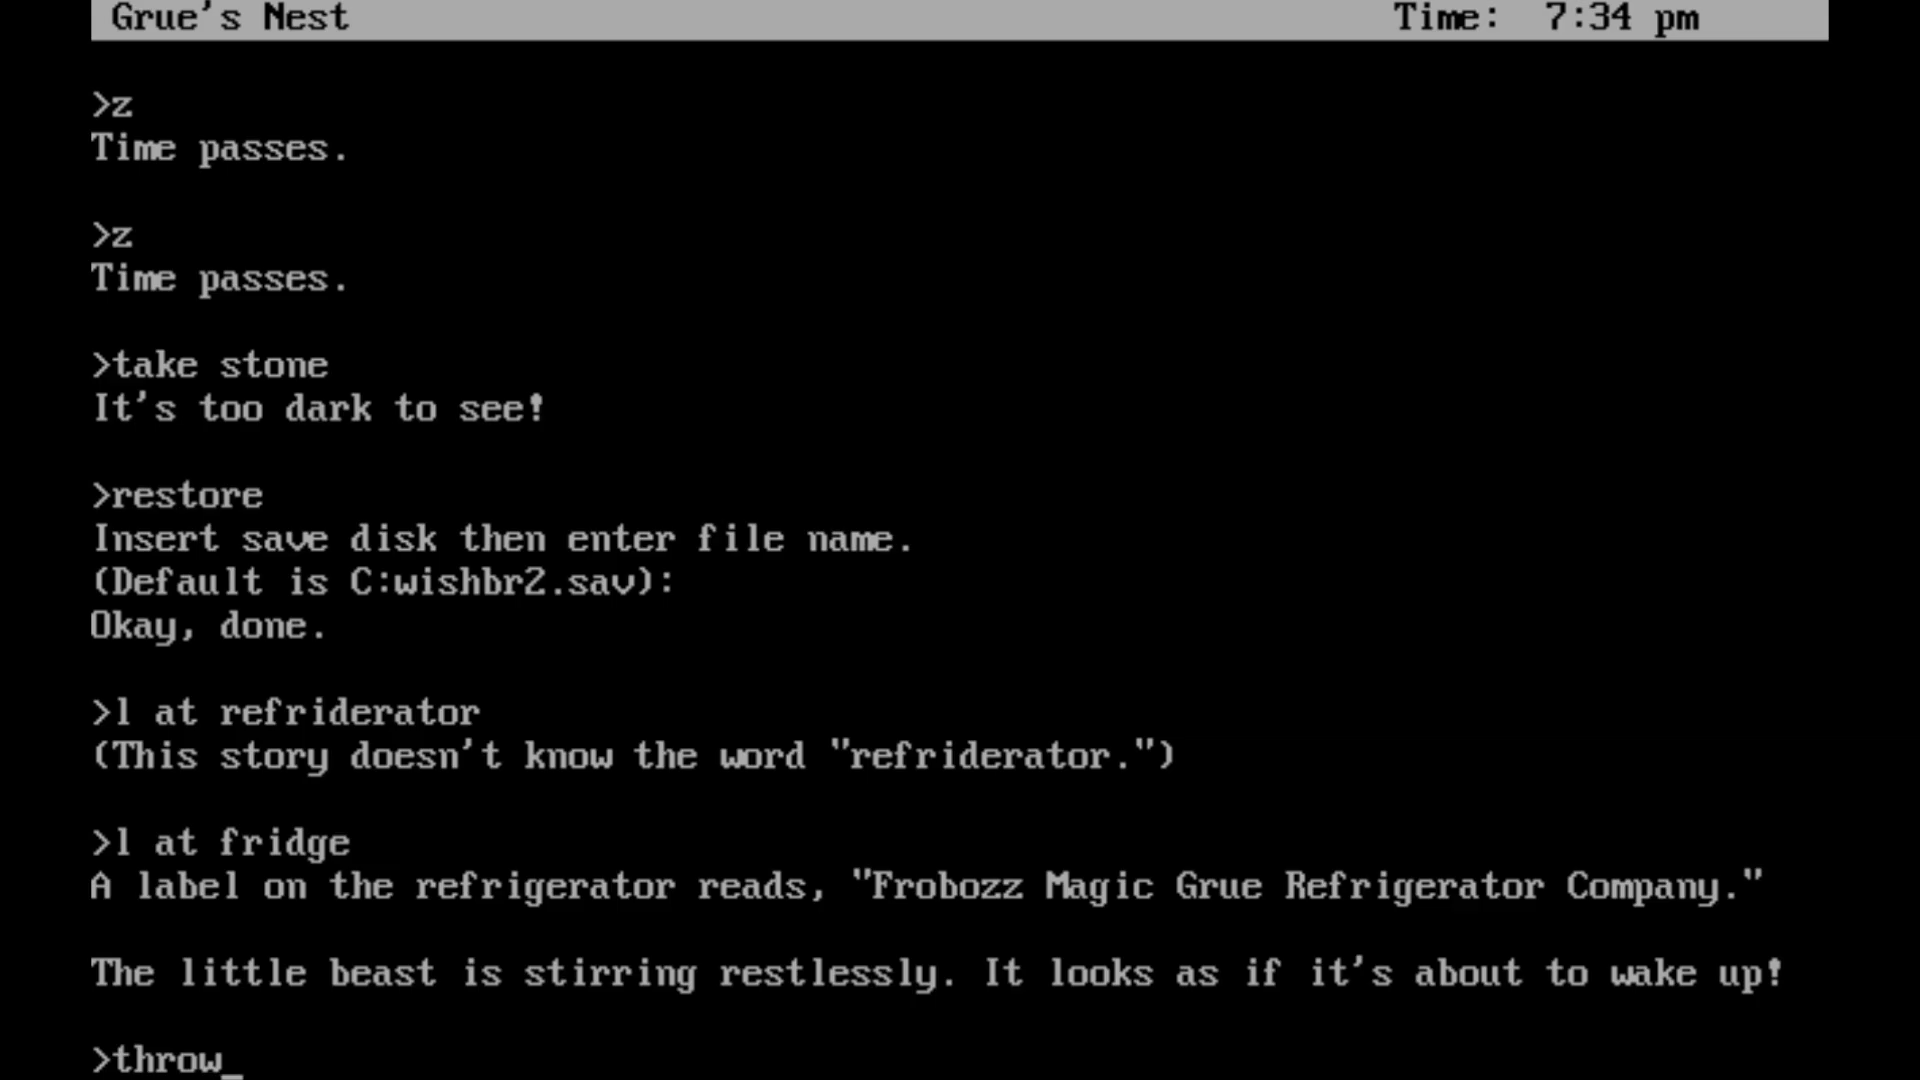 Grue's Nest Time: 7:34 pm
>z
Time passes.
>z
Time passes.
>take stone
It's too dark to see!
>restore
Insert save disk then enter file name.
(Default is C:wishbr2.sav):
Okay, done.
>l at refriderator
(This story doesn't know the word "refriderator.")
>l at fridge
A label on the refrigerator reads, "Frobozz Magic Grue Refrigerator Company."
The little beast is stirring restlessly. It looks as if it's about to wake up!
>throw_